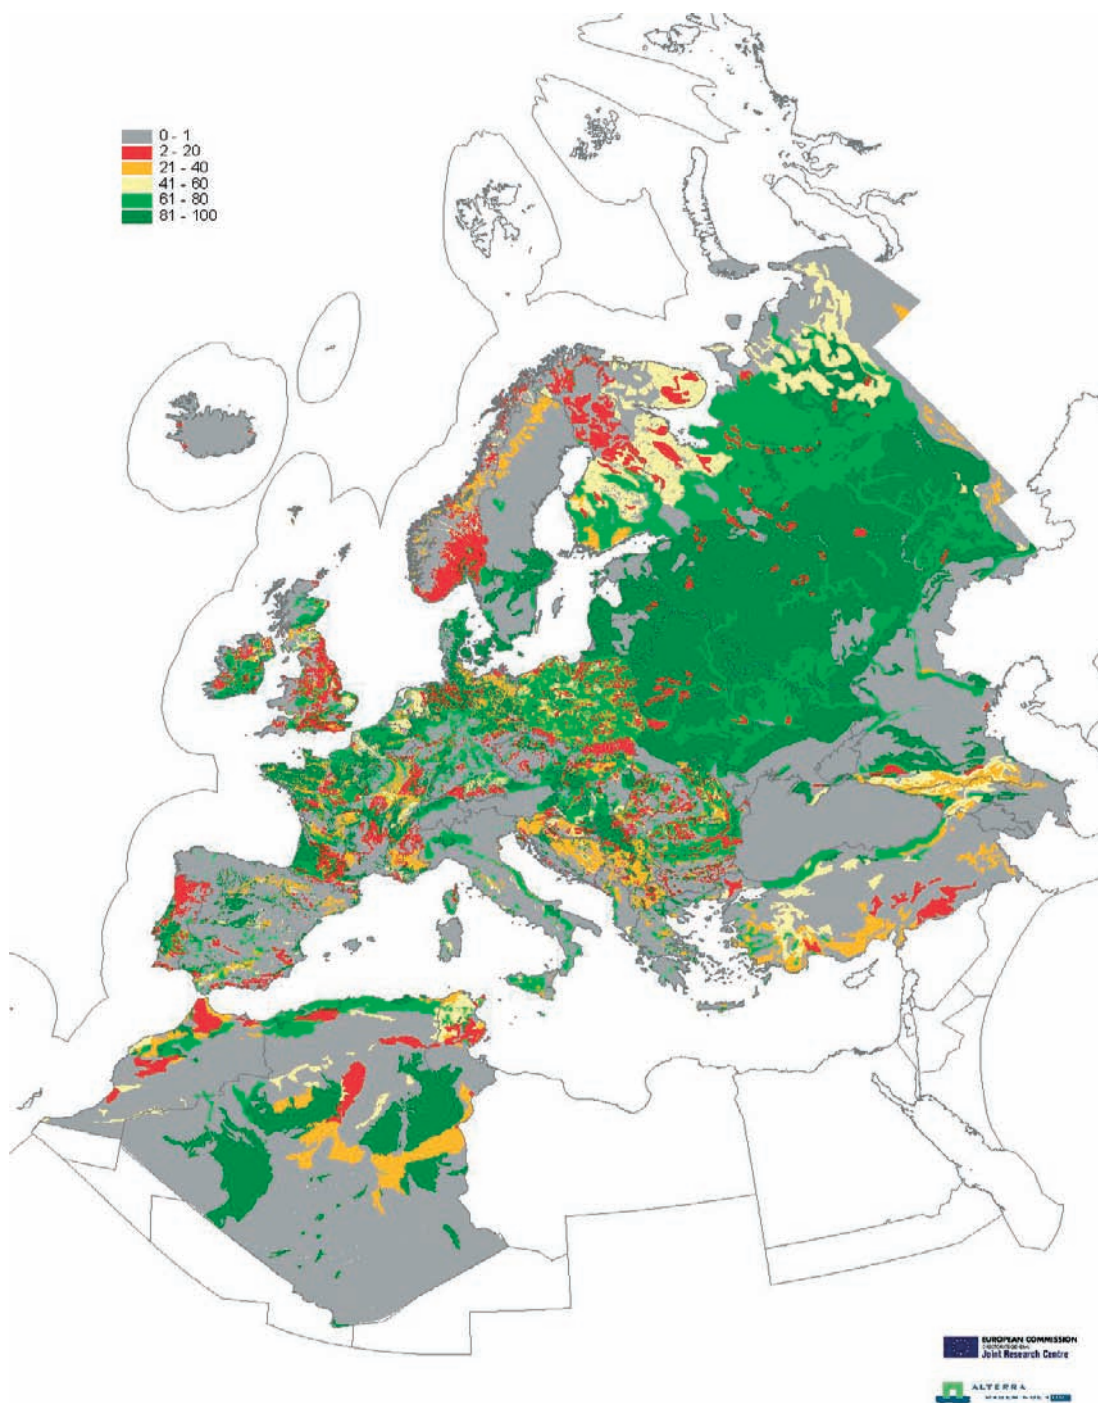 0 - 1
2 - 20
21 - 40
41 - 60
61 - 80
81 - 100
EUROPEAN COMMISSION
Joint Research Centre
ALTERRA